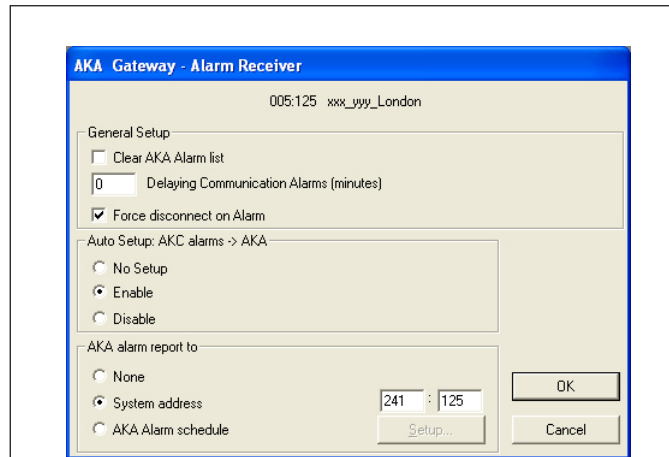 AKA Gateway - Alarm Receiver
005:125 xxx_yyy_London
General Setup
Clear AKA Alarm list
0 Delaying Communication Alarms (minutes)
Force disconnect on Alarm
Auto Setup: AKC alarms -> AKA
No Setup
Enable
Disable
AKA alarm report to
None
System address 241 : 125
AKA Alarm schedule Setup...
OK
Cancel